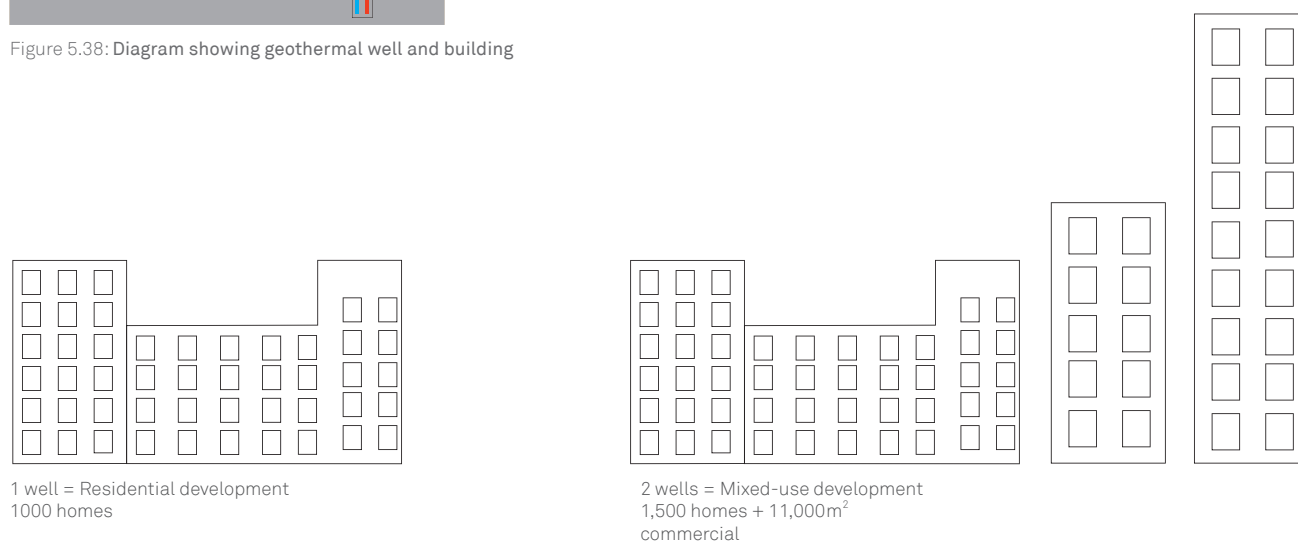 Figure 5.38: Diagram showing geothermal well and building
1 well = Residential development
1000 homes
2 wells = Mixed-use development
1,500 homes + 11,000m²
commercial